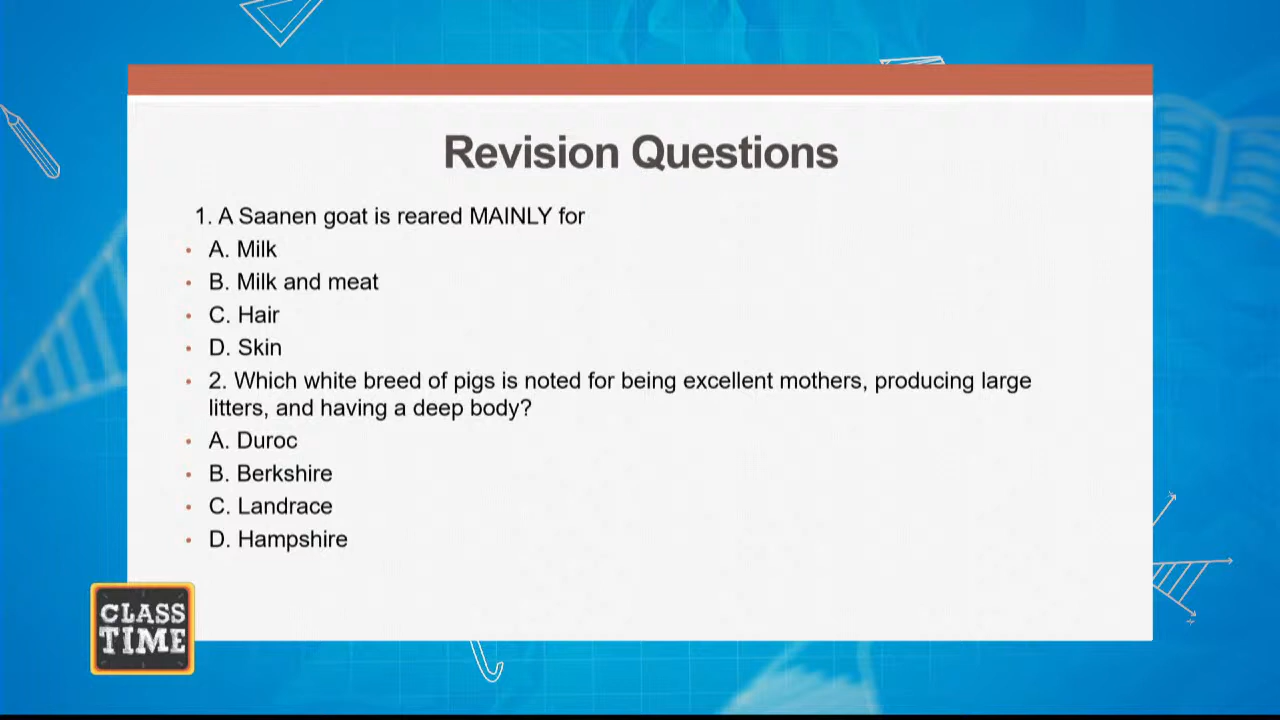 Revision Questions
1. A Saanen goat is reared MAINLY for
• A. Milk
• B. Milk and meat
• C. Hair
• D. Skin
• 2. Which white breed of pigs is noted for being excellent mothers, producing large
litters, and having a deep body?
• A. Duroc
• B. Berkshire
• C. Landrace
• D. Hampshire
CLASS
TIME